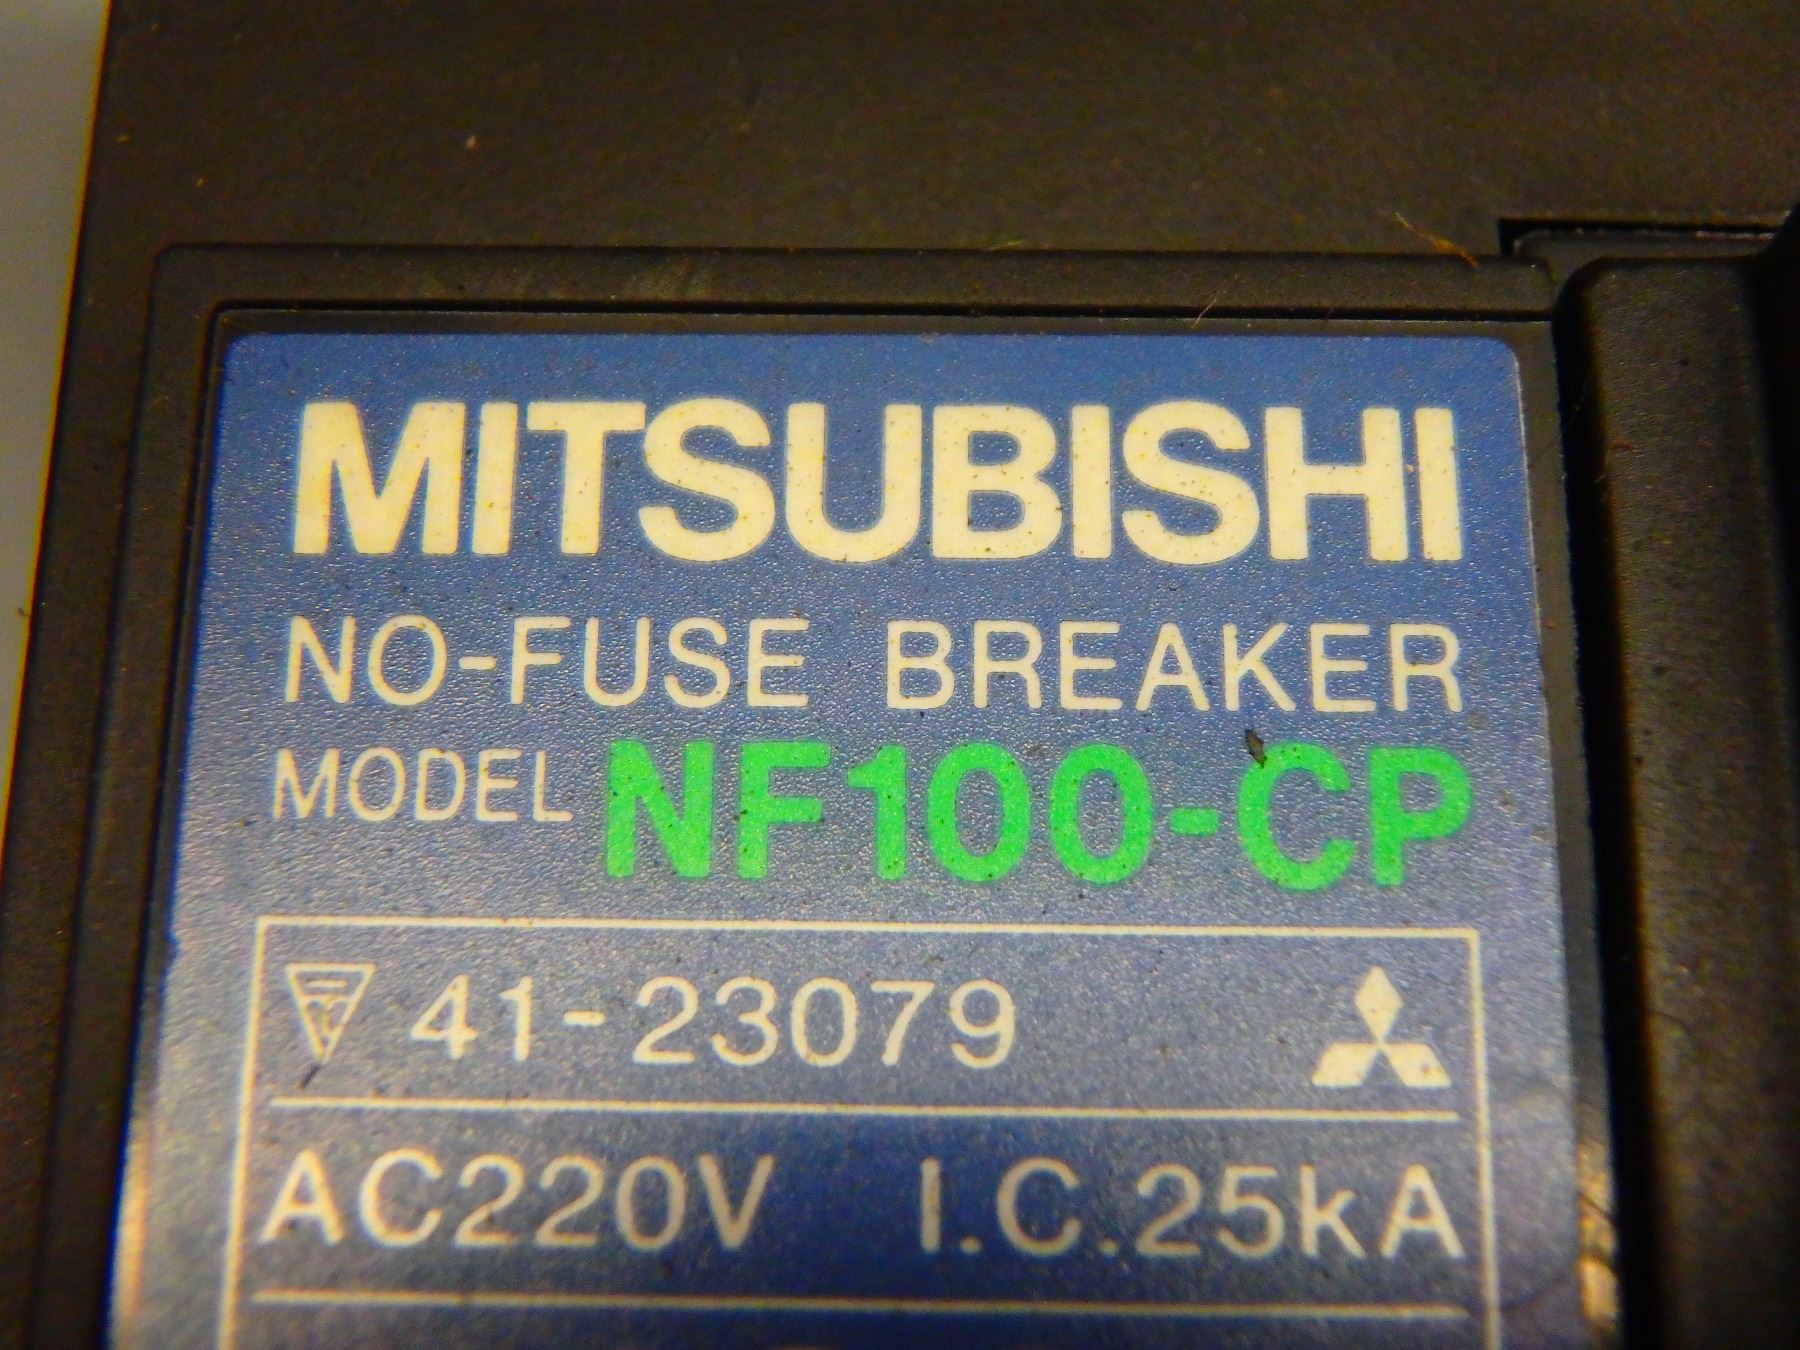 MITSUBISHI
NO-FUSE BREAKER
MODEL NF100-CP
41-23079
AC220V I.C.25kA